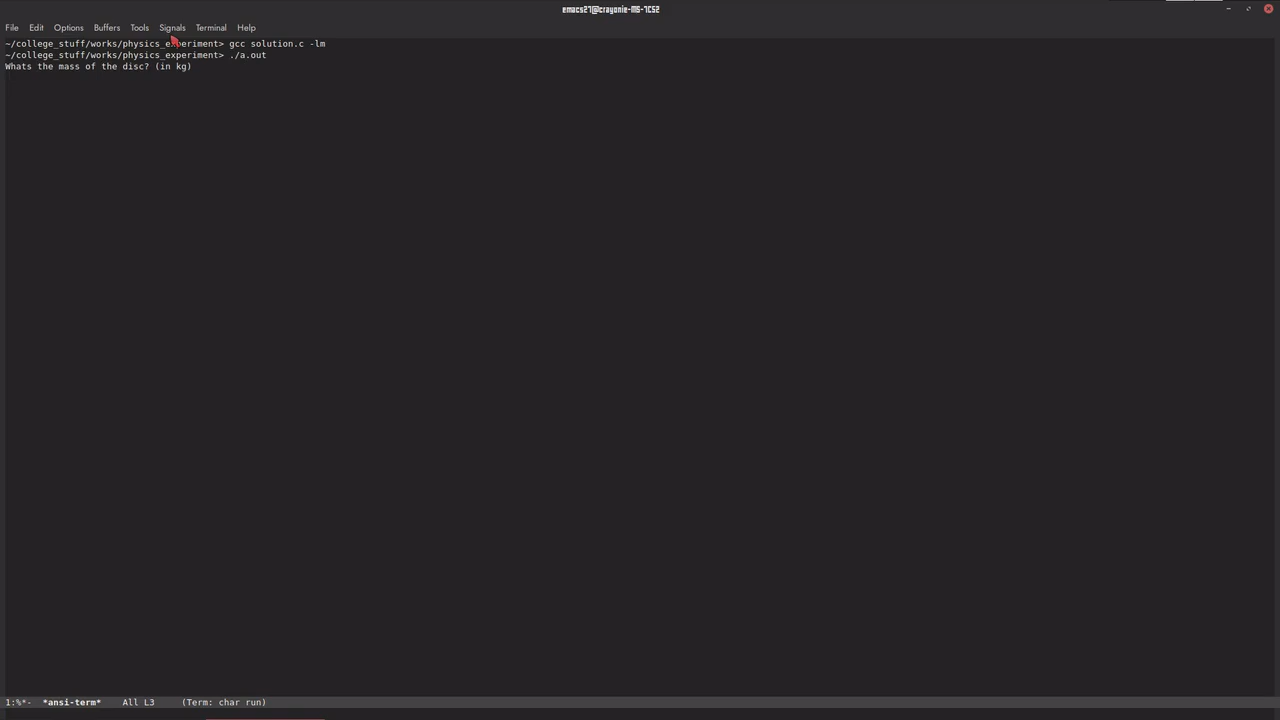 emacs27@crayonie-MS-7C52
File Edit Options Buffers Tools Signals Terminal Help
~/college_stuff/works/physics_experiment> gcc solution.c -lm
~/college_stuff/works/physics_experiment> ./a.out
Whats the mass of the disc? (in kg)
1:%*- *ansi-term* All L3 (Term: char run)